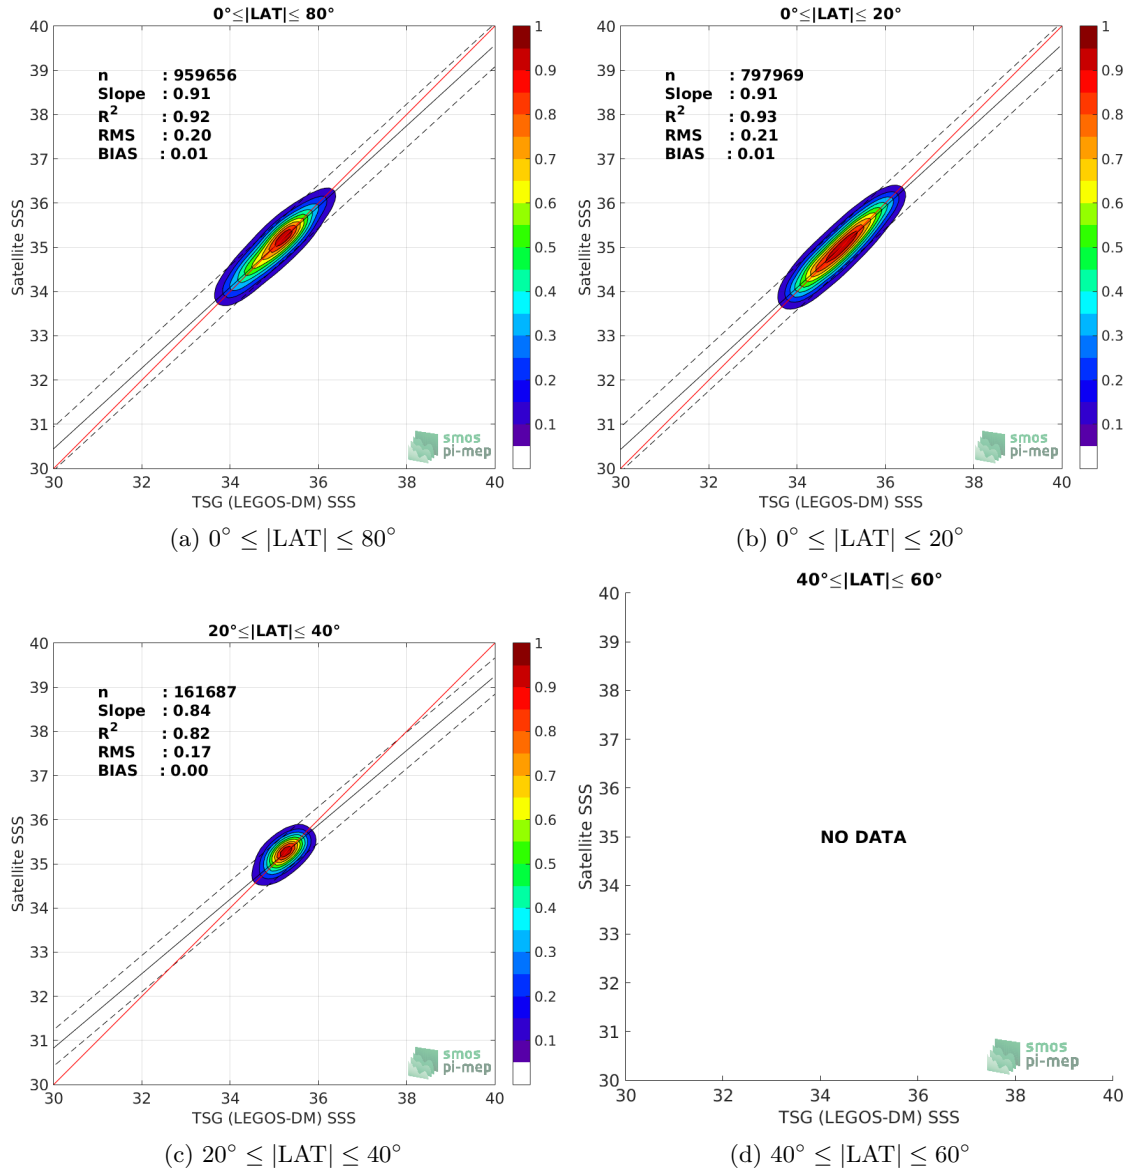 0°≤|LAT|≤ 80°
n : 959656
Slope : 0.91
R² : 0.92
RMS : 0.20
BIAS : 0.01
Satellite SSS
40
39
38
37
36
35
34
33
32
31
30
30 32 34 36 38 40
TSG (LEGOS-DM) SSS
1
0.9
0.8
0.7
0.6
0.5
0.4
0.3
0.2
0.1
smos
pi-mep
(a) 0° ≤ |LAT| ≤ 80°
0°≤|LAT|≤ 20°
n : 797969
Slope : 0.91
R² : 0.93
RMS : 0.21
BIAS : 0.01
Satellite SSS
40
39
38
37
36
35
34
33
32
31
30
30 32 34 36 38 40
TSG (LEGOS-DM) SSS
1
0.9
0.8
0.7
0.6
0.5
0.4
0.3
0.2
0.1
smos
pi-mep
(b) 0° ≤ |LAT| ≤ 20°
20°≤|LAT|≤ 40°
n : 161687
Slope : 0.84
R² : 0.82
RMS : 0.17
BIAS : 0.00
Satellite SSS
40
39
38
37
36
35
34
33
32
31
30
30 32 34 36 38 40
TSG (LEGOS-DM) SSS
1
0.9
0.8
0.7
0.6
0.5
0.4
0.3
0.2
0.1
smos
pi-mep
(c) 20° ≤ |LAT| ≤ 40°
40°≤|LAT|≤ 60°
NO DATA
Satellite SSS
40
39
38
37
36
35
34
33
32
31
30
30 32 34 36 38 40
TSG (LEGOS-DM) SSS
smos
pi-mep
(d) 40° ≤ |LAT| ≤ 60°